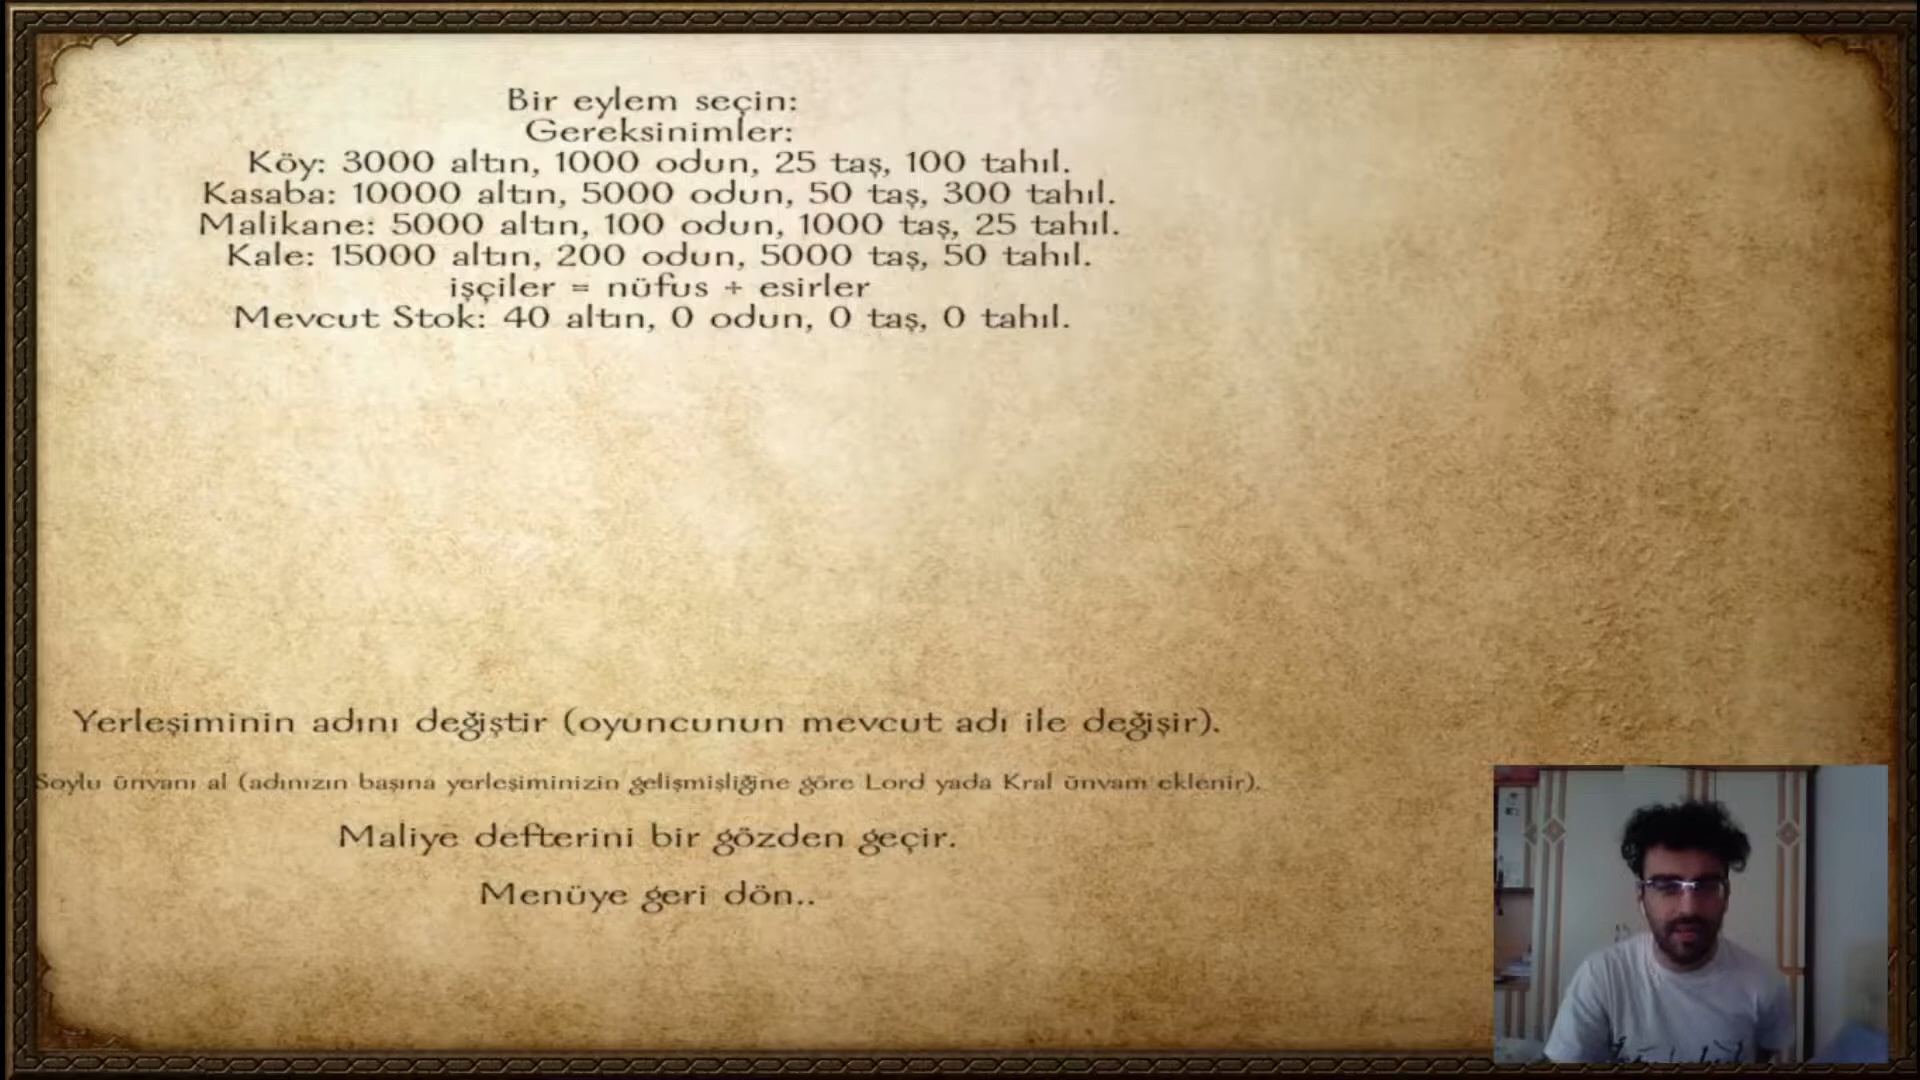 Bir eylem seçin:
Gereksinimler:
Köy: 3000 altın, 1000 odun, 25 taş, 100 tahıl.
Kasaba: 10000 altın, 5000 odun, 50 taş, 300 tahıl.
Malikane: 5000 altın, 100 odun, 1000 taş, 25 tahıl.
Kale: 15000 altın, 200 odun, 5000 taş, 50 tahıl.
işçiler = nüfus + esirler
Mevcut Stok: 40 altın, 0 odun, 0 taş, 0 tahıl.
Yerleşiminin adını değiştir (oyuncunun mevcut adı ile değişir).
Soylu ünvanı al (adınızın başına yerleşiminizin gelişmişliğine göre Lord yada Kral ünvanı eklenir).
Maliye defterini bir gözden geçir.
Menüye geri dön..